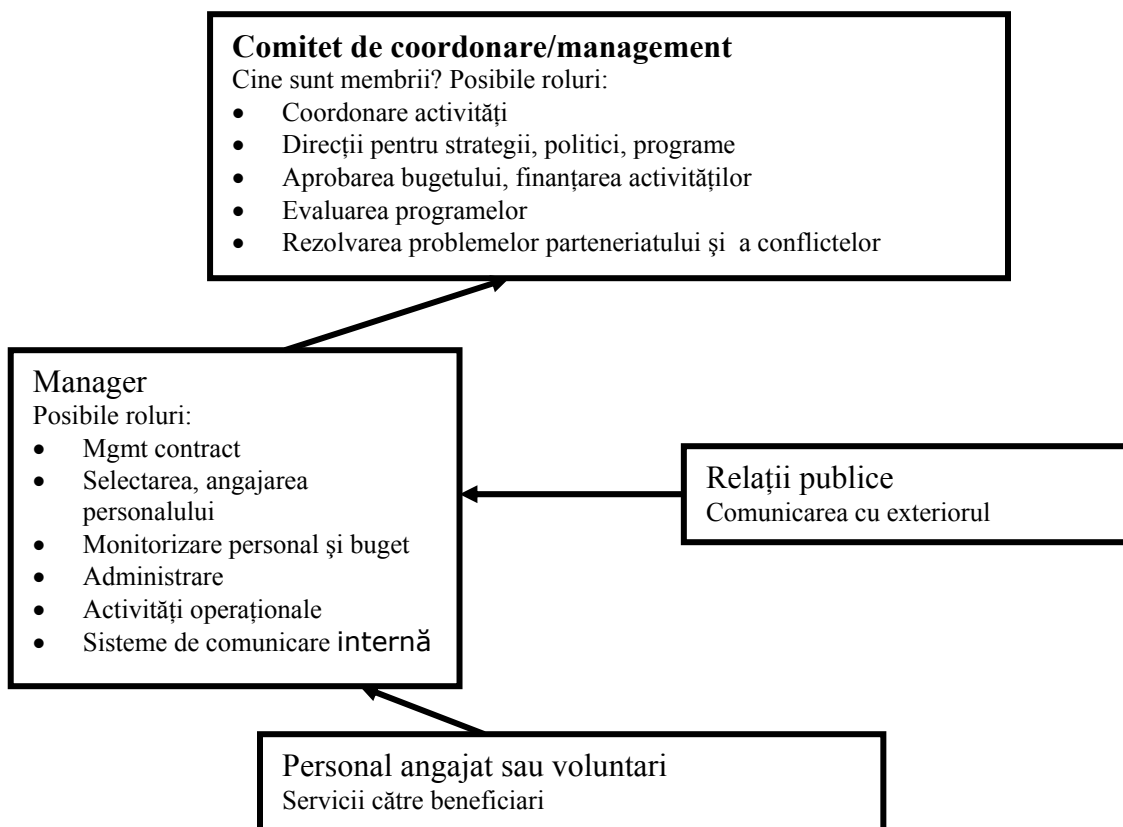 Comitet de coordonare/management
Cine sunt membrii? Posibile roluri:
• Coordonare activități
• Direcții pentru strategii, politici, programe
• Aprobarea bugetului, finanțarea activităților
• Evaluarea programelor
• Rezolvarea problemelor parteneriatului şi a conflictelor
Manager
Posibile roluri:
• Mgmt contract
• Selectarea, angajarea
personalului
• Monitorizare personal şi buget
• Administrare
• Activități operaționale
• Sisteme de comunicare internă
Relații publice
Comunicarea cu exteriorul
Personal angajat sau voluntari
Servicii către beneficiari